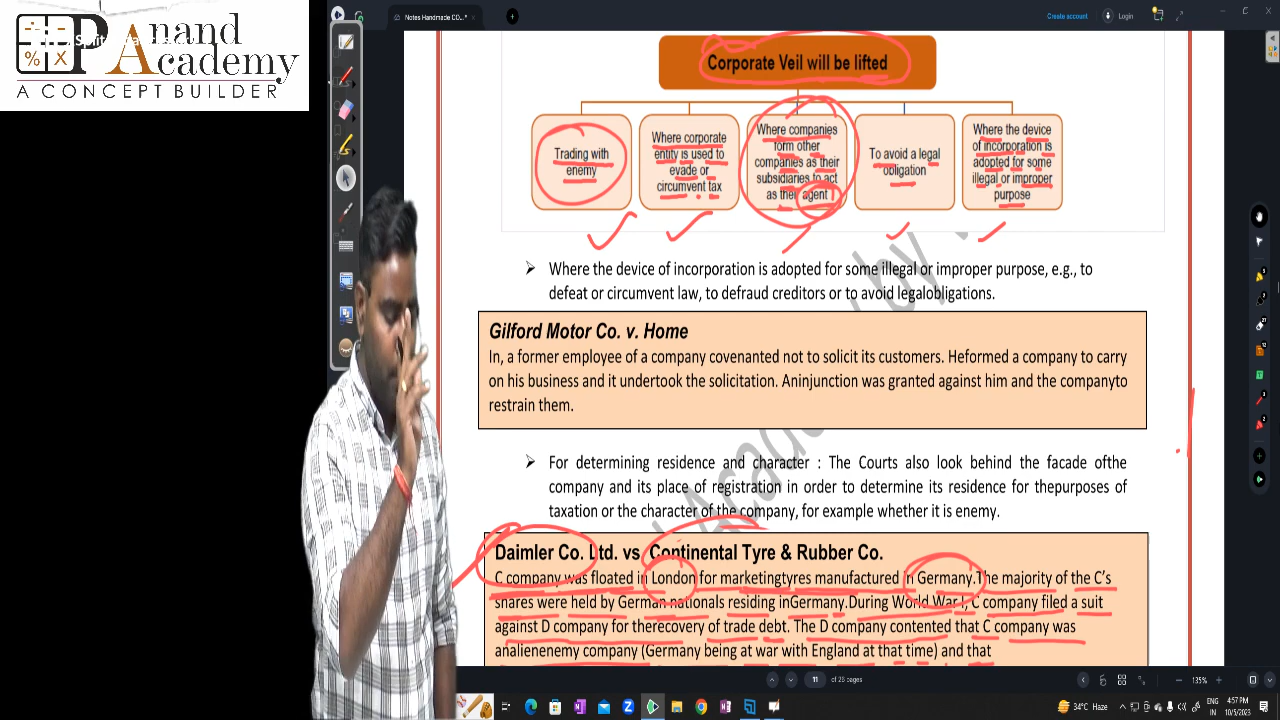 Anand
Academy
A CONCEPT BUILDER
Notes Handmade CO...*
Create account
Login
Corporate Veil will be lifted
Trading with
enemy
Where corporate
entity is used to
evade or
circumvent tax
Where companies
form other
companies as their
subsidiaries to act
as their agent
To avoid a legal
obligation
Where the device
of incorporation is
adopted for some
illegal or improper
purpose
Where the device of incorporation is adopted for some illegal or improper purpose, e.g., to
defeat or circumvent law, to defraud creditors or to avoid legalobligations.
Gilford Motor Co. v. Home
In, a former employee of a company covenanted not to solicit its customers. Heformed a company to carry
on his business and it undertook the solicitation. Aninjunction was granted against him and the companyto
restrain them.
For determining residence and character : The Courts also look behind the facade ofthe
company and its place of registration in order to determine its residence for thepurposes of
taxation or the character of the company, for example whether it is enemy.
Daimler Co. Ltd. vs Continental Tyre & Rubber Co.
C company was floated in London for marketingtyres manufactured in Germany.The majority of the C's
shares were held by German nationals residing inGermany.During World War I, C company filed a suit
against D company for therecovery of trade debt. The D company contented that C company was
analienenemy company (Germany being at war with England at that time) and that
11 of 26 pages
135%
34°C Haze
ENG
IN
4:57 PM
10/5/2023